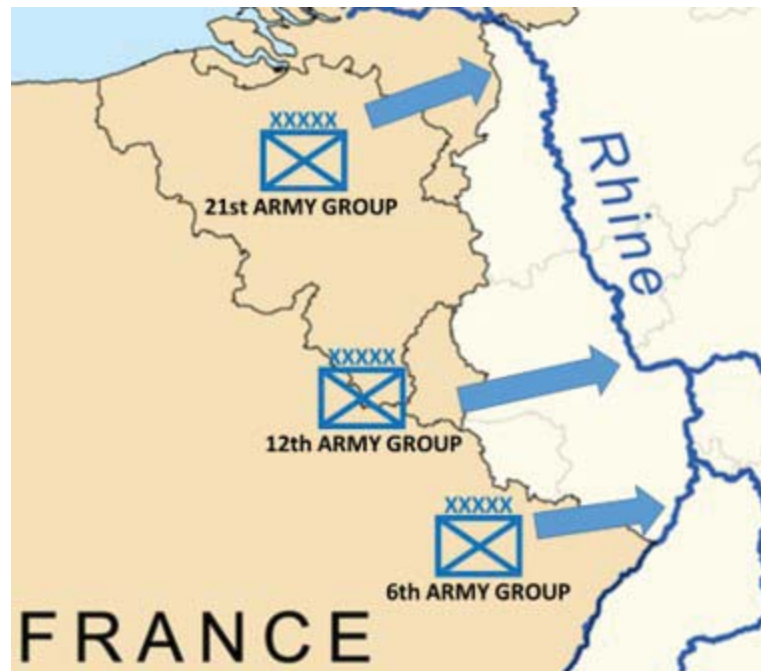 XXXXX
21st ARMY GROUP
Rhine
XXXXX
12th ARMY GROUP
XXXXX
6th ARMY GROUP
FRANCE